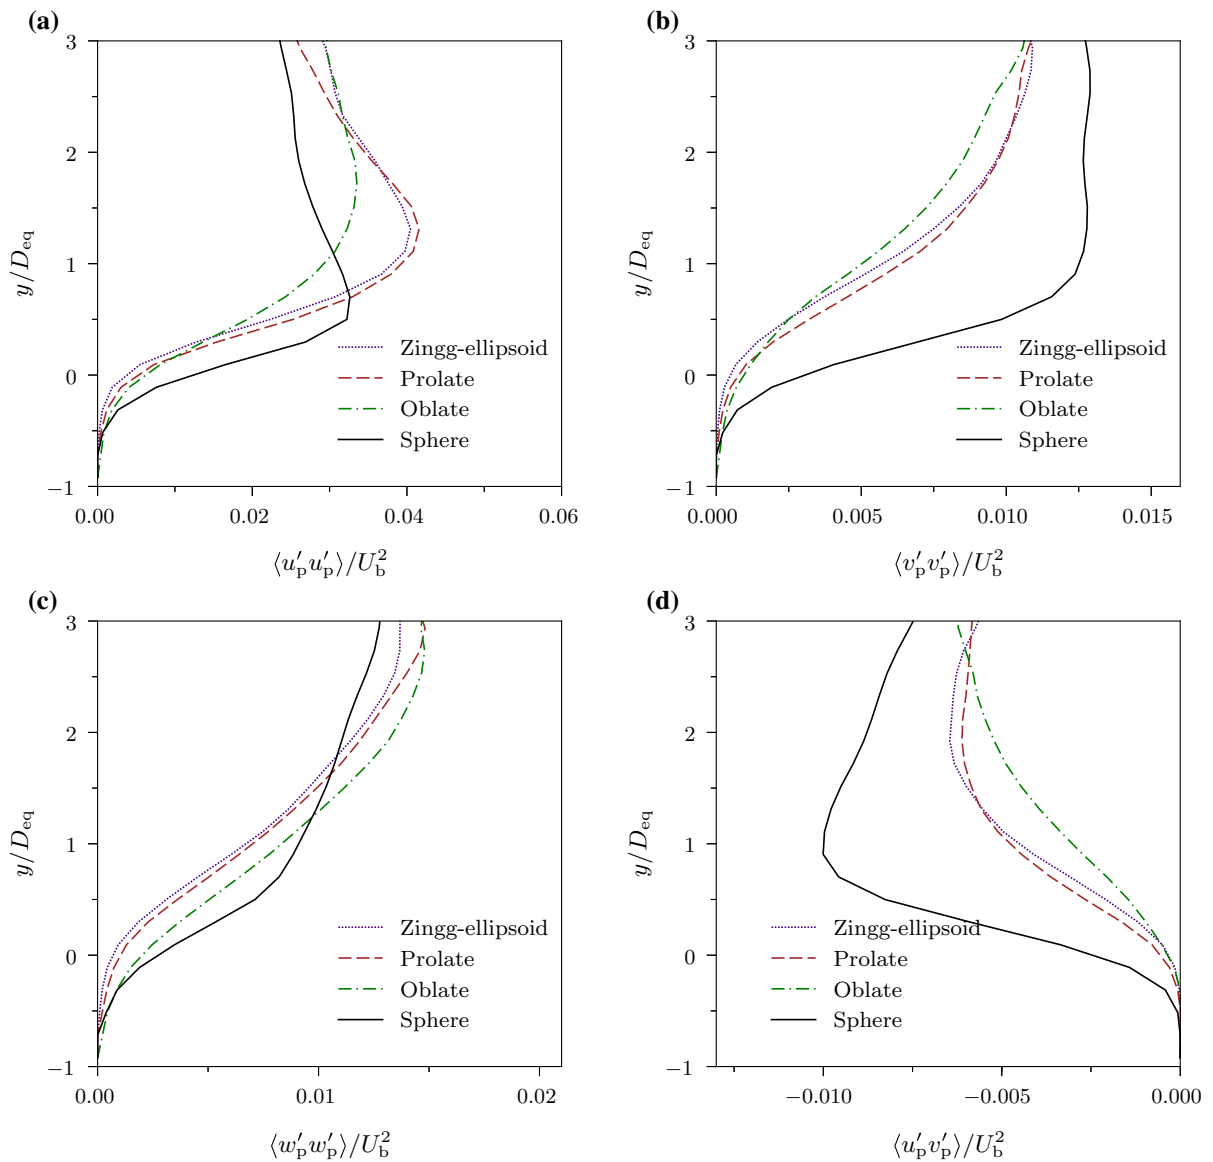 (a)
3
2
1
0
−1
y/D_eq
Zingg-ellipsoid
Prolate
Oblate
Sphere
0.00 0.02 0.04 0.06
⟨u′_p u′_p⟩/U_b^2
(b)
3
2
1
0
−1
y/D_eq
Zingg-ellipsoid
Prolate
Oblate
Sphere
0.000 0.005 0.010 0.015
⟨v′_p v′_p⟩/U_b^2
(c)
3
2
1
0
−1
y/D_eq
Zingg-ellipsoid
Prolate
Oblate
Sphere
0.00 0.01 0.02
⟨w′_p w′_p⟩/U_b^2
(d)
3
2
1
0
−1
y/D_eq
Zingg-ellipsoid
Prolate
Oblate
Sphere
−0.010 −0.005 0.000
⟨u′_p v′_p⟩/U_b^2